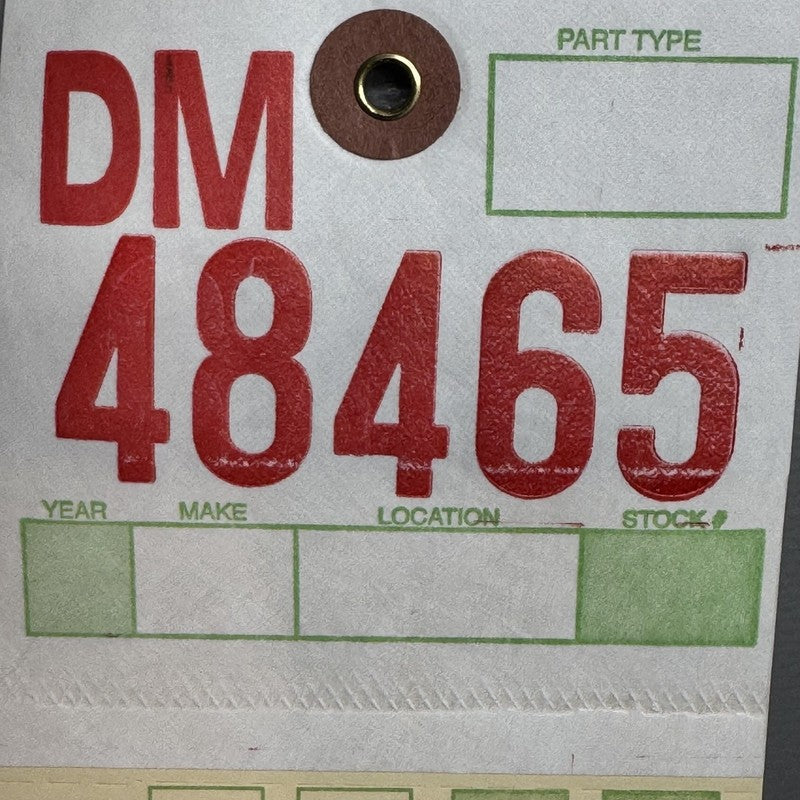 DM
PART TYPE
48465
YEAR MAKE LOCATION STOCK #